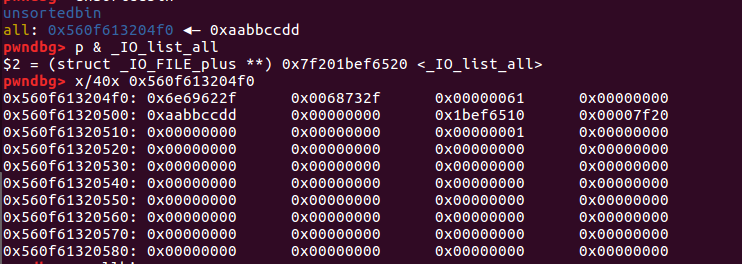 unsortedbin
all: 0x560f613204f0 ◂— 0xaabbccdd
pwndbg> p & _IO_list_all
$2 = (struct _IO_FILE_plus **) 0x7f201bef6520 <_IO_list_all>
pwndbg> x/40x 0x560f613204f0
0x560f613204f0: 0x6e69622f 0x0068732f 0x00000061 0x00000000
0x560f61320500: 0xaabbccdd 0x00000000 0x1bef6510 0x00007f20
0x560f61320510: 0x00000000 0x00000000 0x00000001 0x00000000
0x560f61320520: 0x00000000 0x00000000 0x00000000 0x00000000
0x560f61320530: 0x00000000 0x00000000 0x00000000 0x00000000
0x560f61320540: 0x00000000 0x00000000 0x00000000 0x00000000
0x560f61320550: 0x00000000 0x00000000 0x00000000 0x00000000
0x560f61320560: 0x00000000 0x00000000 0x00000000 0x00000000
0x560f61320570: 0x00000000 0x00000000 0x00000000 0x00000000
0x560f61320580: 0x00000000 0x00000000 0x00000000 0x00000000